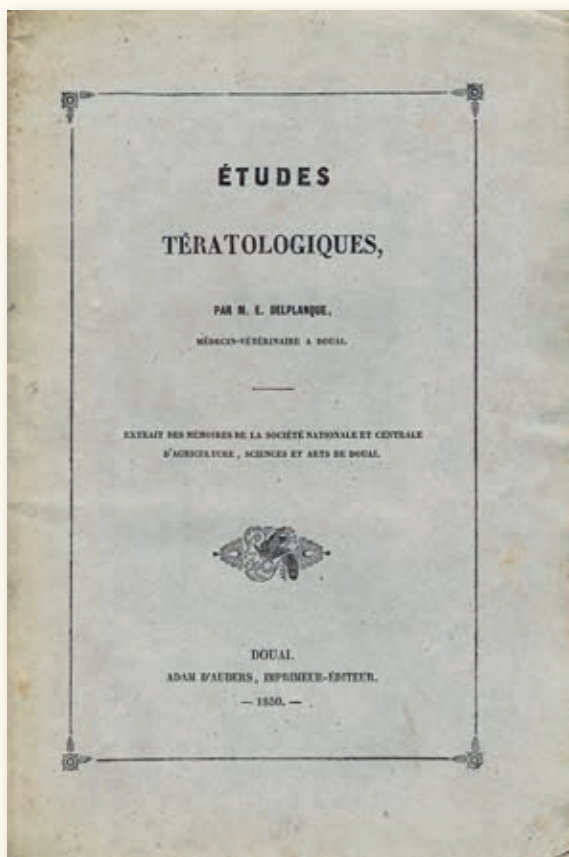 ÉTUDES
TÉRATOLOGIQUES,
PAR M. E. DELPLANQUE,
MÉDECIN-VÉTÉRINAIRE A DOUAI.
EXTRAIT DES MÉMOIRES DE LA SOCIÉTÉ NATIONALE ET CENTRALE
D'AGRICULTURE, SCIENCES ET ARTS DE DOUAI.
DOUAI.
ADAM D'AUBERS, IMPRIMEUR-ÉDITEUR.
— 1850. —